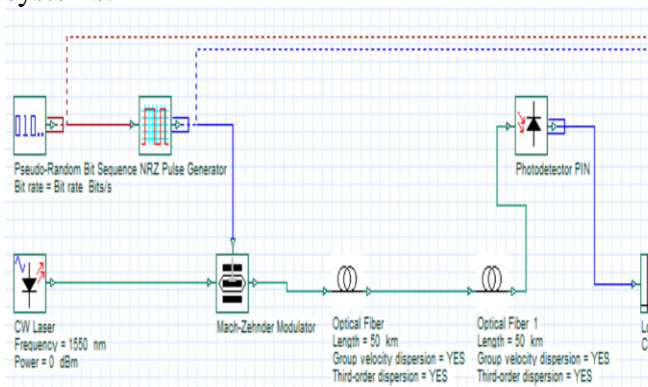 010..
Pseudo-Random Bit Sequence NRZ Pulse Generator
Bit rate = Bit rate Bits/s
Photodetector PIN
CW Laser
Frequency = 1550 nm
Power = 0 dBm
Mach-Zehnder Modulator
Optical Fiber
Length = 50 km
Group velocity dispersion = YES
Third-order dispersion = YES
Optical Fiber 1
Length = 50 km
Group velocity dispersion = YES
Third-order dispersion = YES